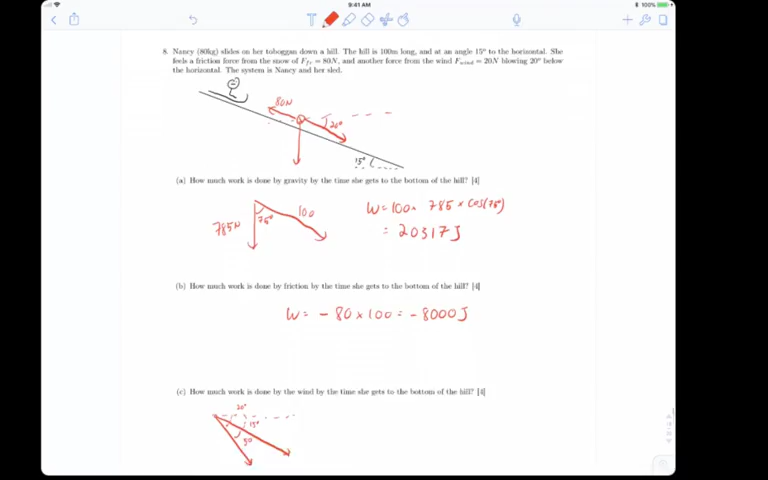 9:41 AM
100%
8. Nancy (80kg) slides on her toboggan down a hill. The hill is 100m long, and at an angle 15° to the horizontal. She
feels a friction force from the snow of Ffr = 80N, and another force from the wind Fwind = 20N blowing 20° below
the horizontal. The system is Nancy and her sled.
80N
20°
15°
(a) How much work is done by gravity by the time she gets to the bottom of the hill? [4]
785N
75°
100
W = 100 × 785 × cos(75°)
= 20317 J
(b) How much work is done by friction by the time she gets to the bottom of the hill? [4]
W = - 80 × 100 = - 8000 J
(c) How much work is done by the wind by the time she gets to the bottom of the hill? [4]
20°
15°